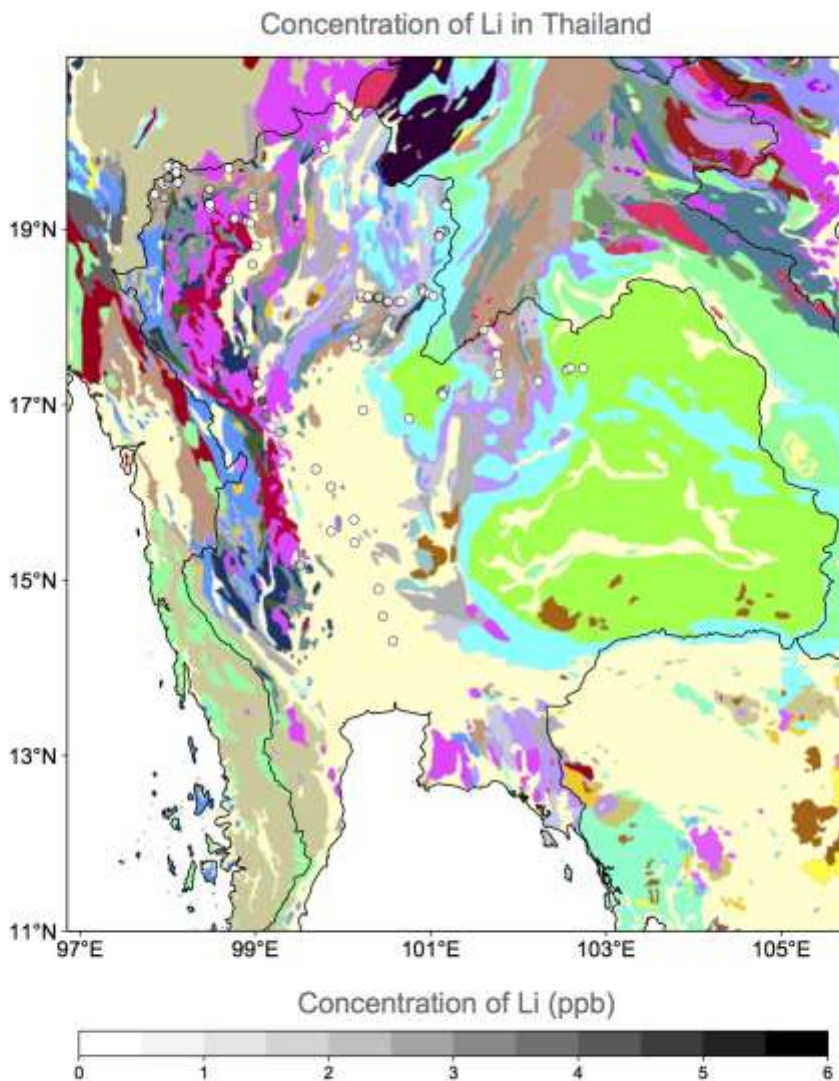 Concentration of Li in Thailand
19°N
17°N
15°N
13°N
11°N
97°E 99°E 101°E 103°E 105°E
Concentration of Li (ppb)
0 1 2 3 4 5 6